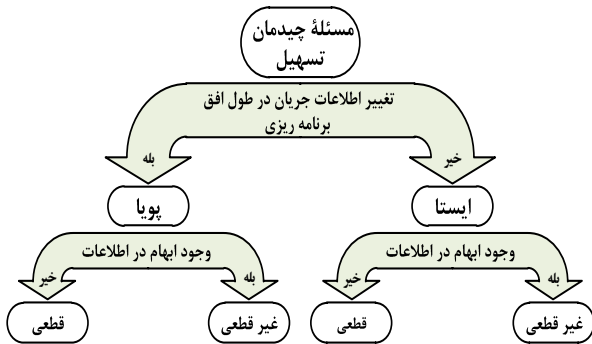 مسئلۀ چیدمان
تسهیل
تغییر اطلاعات جریان در طول افق
برنامه ریزی
خیر
بله
ایستا
پویا
وجود ابهام در اطلاعات
وجود ابهام در اطلاعات
بله
خیر
بله
خیر
غیر قطعی
قطعی
غیر قطعی
قطعی